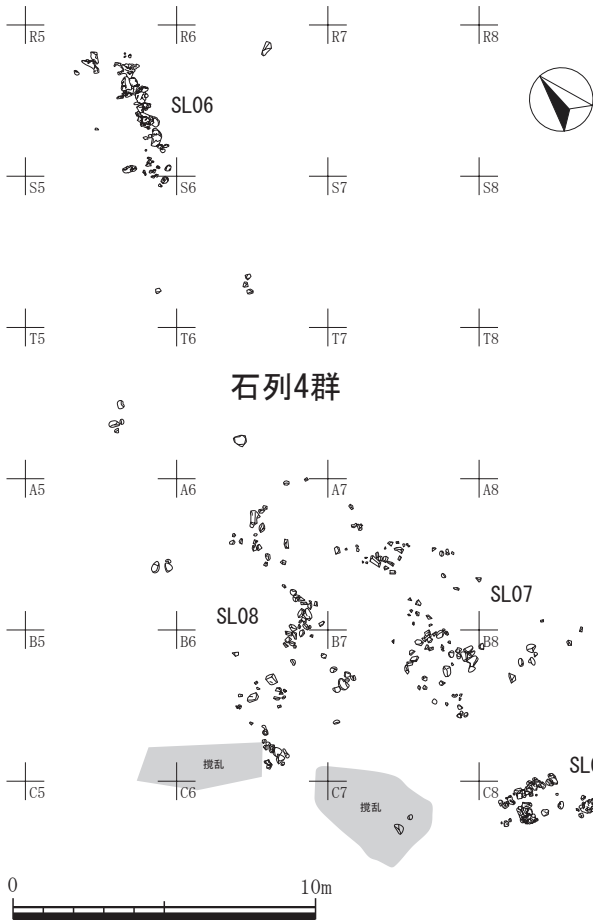 R5 R6 R7 R8
SL06
S5 S6 S7 S8
T5 T6 T7 T8
石列4群
A5 A6 A7 A8
SL07
SL08
B5 B6 B7 B8
攪乱
SL0
C5 C6 C7 C8
攪乱
0 10m